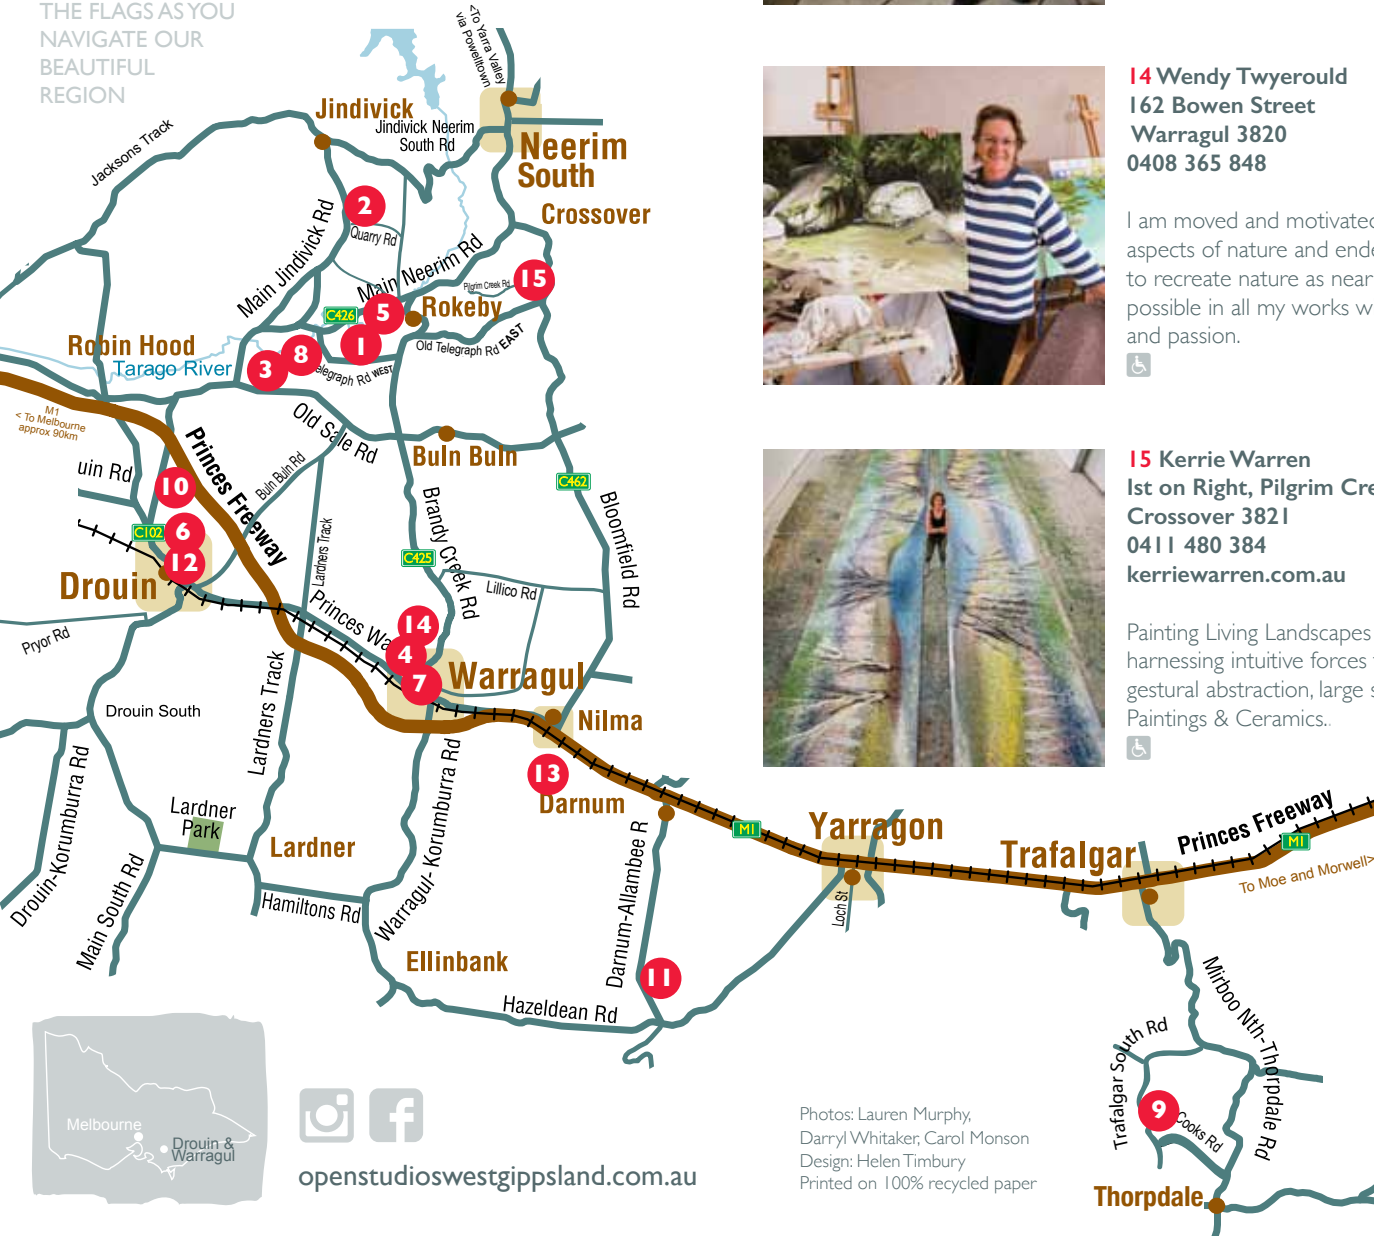 THE FLAGS AS YOU
NAVIGATE OUR
BEAUTIFUL
REGION
<To Yarra Valley
via Powelltown
Jindivick
Jindivick Neerim
South Rd
Neerim
South
Crossover
Jacksons Track
2
Quarry Rd
Main Jindivick Rd
Main Neerim Rd
Pilgrim Creek Rd
15
C426
5
Rokeby
1
Old Telegraph Rd EAST
Robin Hood
Tarago River
8
3
elegraph Rd WEST
M1
< To Melbourne
approx 90km
Old Sale Rd
Buln Buln
Princes Freeway
Buln Buln Rd
uin Rd
10
C462
C102
6
12
Drouin
Lardners Track
Brandy Creek Rd
C425
Bloomfield Rd
Lillico Rd
Princes Wa
14
4
7
Warragul
Pryor Rd
Drouin South
Lardners Track
Nilma
13
Darnum
Drouin-Korumburra Rd
Lardner
Park
Lardner
Warragul- Korumburra Rd
Main South Rd
Hamiltons Rd
Ellinbank
Hazeldean Rd
Darnum-Allambee R
11
M1
Yarragon
Loch St
Trafalgar
Princes Freeway
M1
To Moe and Morwell>
Mirboo Nth-Thorpdale Rd
Trafalgar South Rd
9
Cooks Rd
Thorpdale
Melbourne
Drouin &
Warragul
openstudioswestgippsland.com.au
Photos: Lauren Murphy,
Darryl Whitaker, Carol Monson
Design: Helen Timbury
Printed on 100% recycled paper
14 Wendy Twyerould
162 Bowen Street
Warragul 3820
0408 365 848
I am moved and motivated
aspects of nature and ende
to recreate nature as near
possible in all my works w
and passion.
15 Kerrie Warren
1st on Right, Pilgrim Cre
Crossover 3821
0411 480 384
kerriewarren.com.au
Painting Living Landscapes
harnessing intuitive forces
gestural abstraction, large s
Paintings & Ceramics.